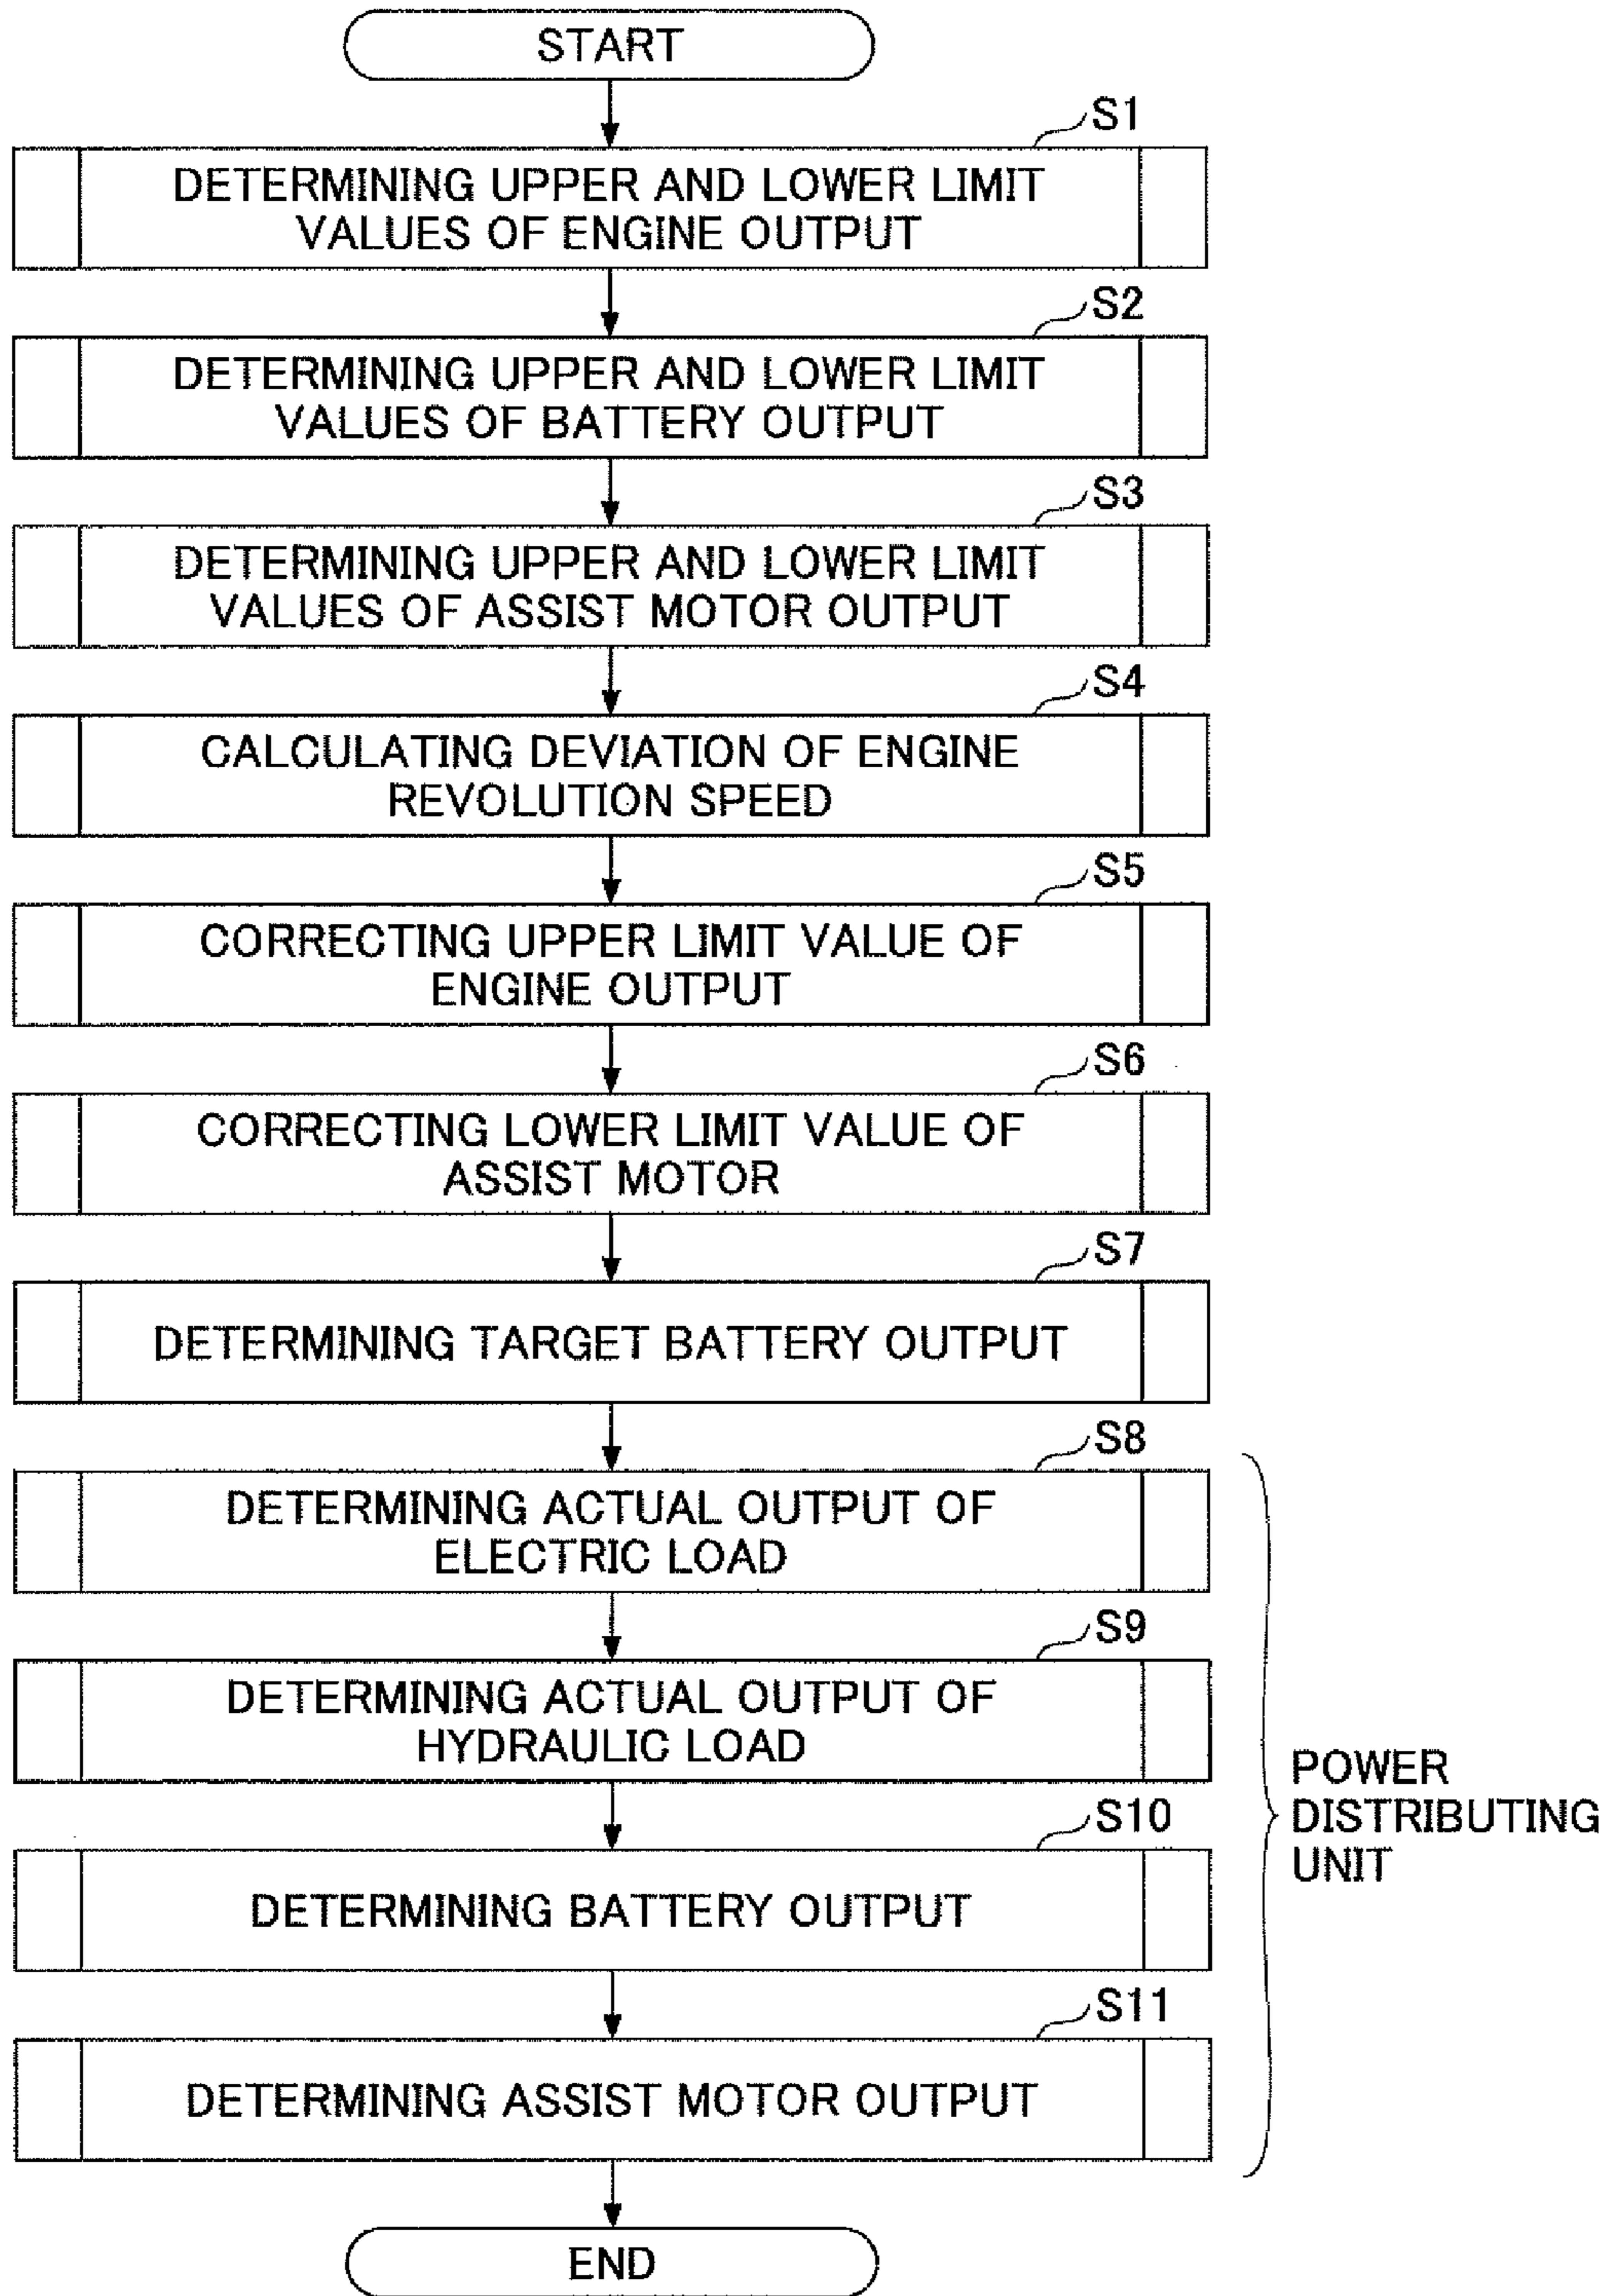 START
S1
DETERMINING UPPER AND LOWER LIMIT
VALUES OF ENGINE OUTPUT
S2
DETERMINING UPPER AND LOWER LIMIT
VALUES OF BATTERY OUTPUT
S3
DETERMINING UPPER AND LOWER LIMIT
VALUES OF ASSIST MOTOR OUTPUT
S4
CALCULATING DEVIATION OF ENGINE
REVOLUTION SPEED
S5
CORRECTING UPPER LIMIT VALUE OF
ENGINE OUTPUT
S6
CORRECTING LOWER LIMIT VALUE OF
ASSIST MOTOR
S7
DETERMINING TARGET BATTERY OUTPUT
S8
DETERMINING ACTUAL OUTPUT OF
ELECTRIC LOAD
S9
DETERMINING ACTUAL OUTPUT OF
HYDRAULIC LOAD
POWER
DISTRIBUTING
UNIT
S10
DETERMINING BATTERY OUTPUT
S11
DETERMINING ASSIST MOTOR OUTPUT
END